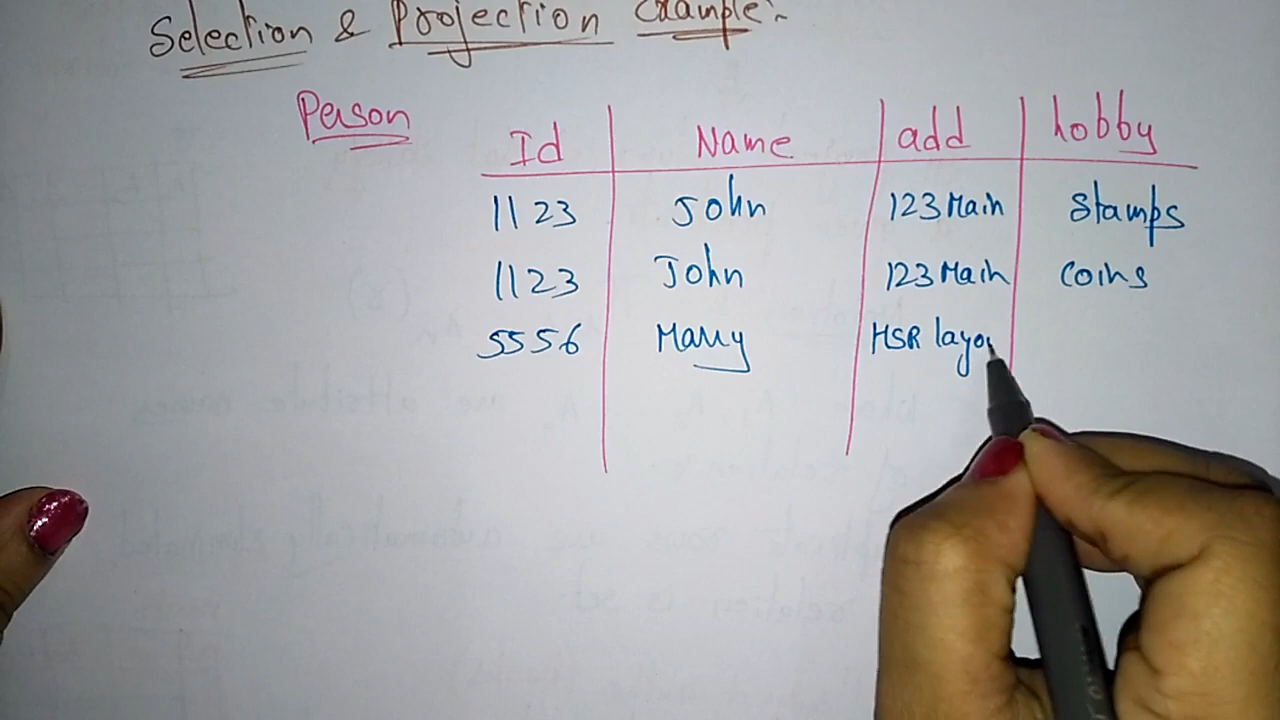 Selection & Projection Example:-
Person
Id Name add hobby
1123 John 123 Main Stamps
1123 John 123 Main Coins
5556 Marry HSR layo